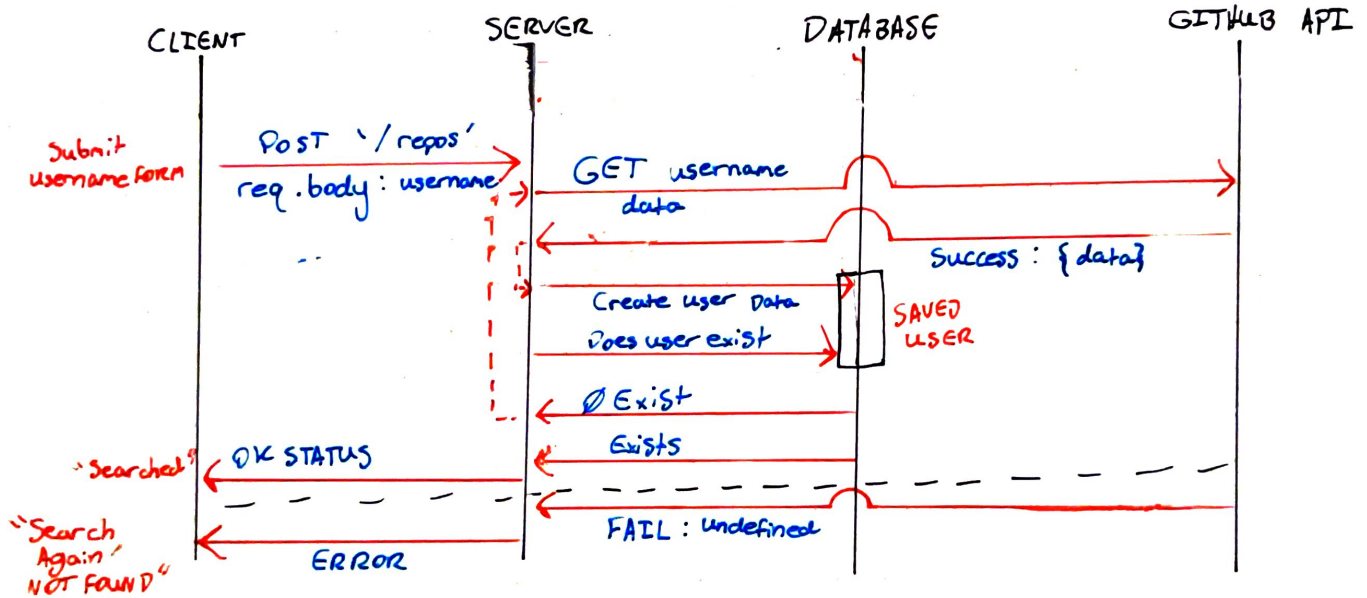 CLIENT
SERVER
DATABASE
GITHUB API
Submit
username FORM
POST '/repos'
req.body: username
GET username
data
Success: {data}
Create user Data
SAVED
USER
Does user exist
Ø Exist
Exists
"Searched"
OK STATUS
FAIL: Undefined
"Search
Again
NOT FOUND"
ERROR